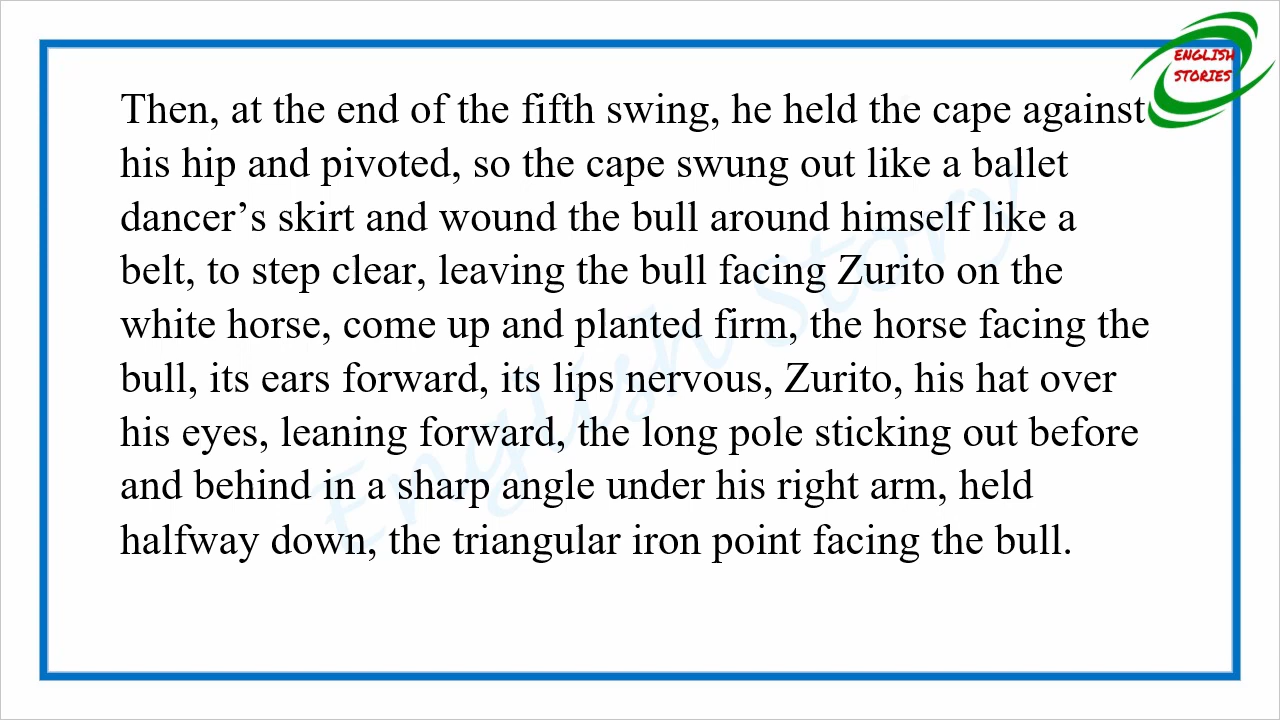 ENGLISH
STORIES
Then, at the end of the fifth swing, he held the cape against
his hip and pivoted, so the cape swung out like a ballet
dancer’s skirt and wound the bull around himself like a
belt, to step clear, leaving the bull facing Zurito on the
white horse, come up and planted firm, the horse facing the
bull, its ears forward, its lips nervous, Zurito, his hat over
his eyes, leaning forward, the long pole sticking out before
and behind in a sharp angle under his right arm, held
halfway down, the triangular iron point facing the bull.
English Story